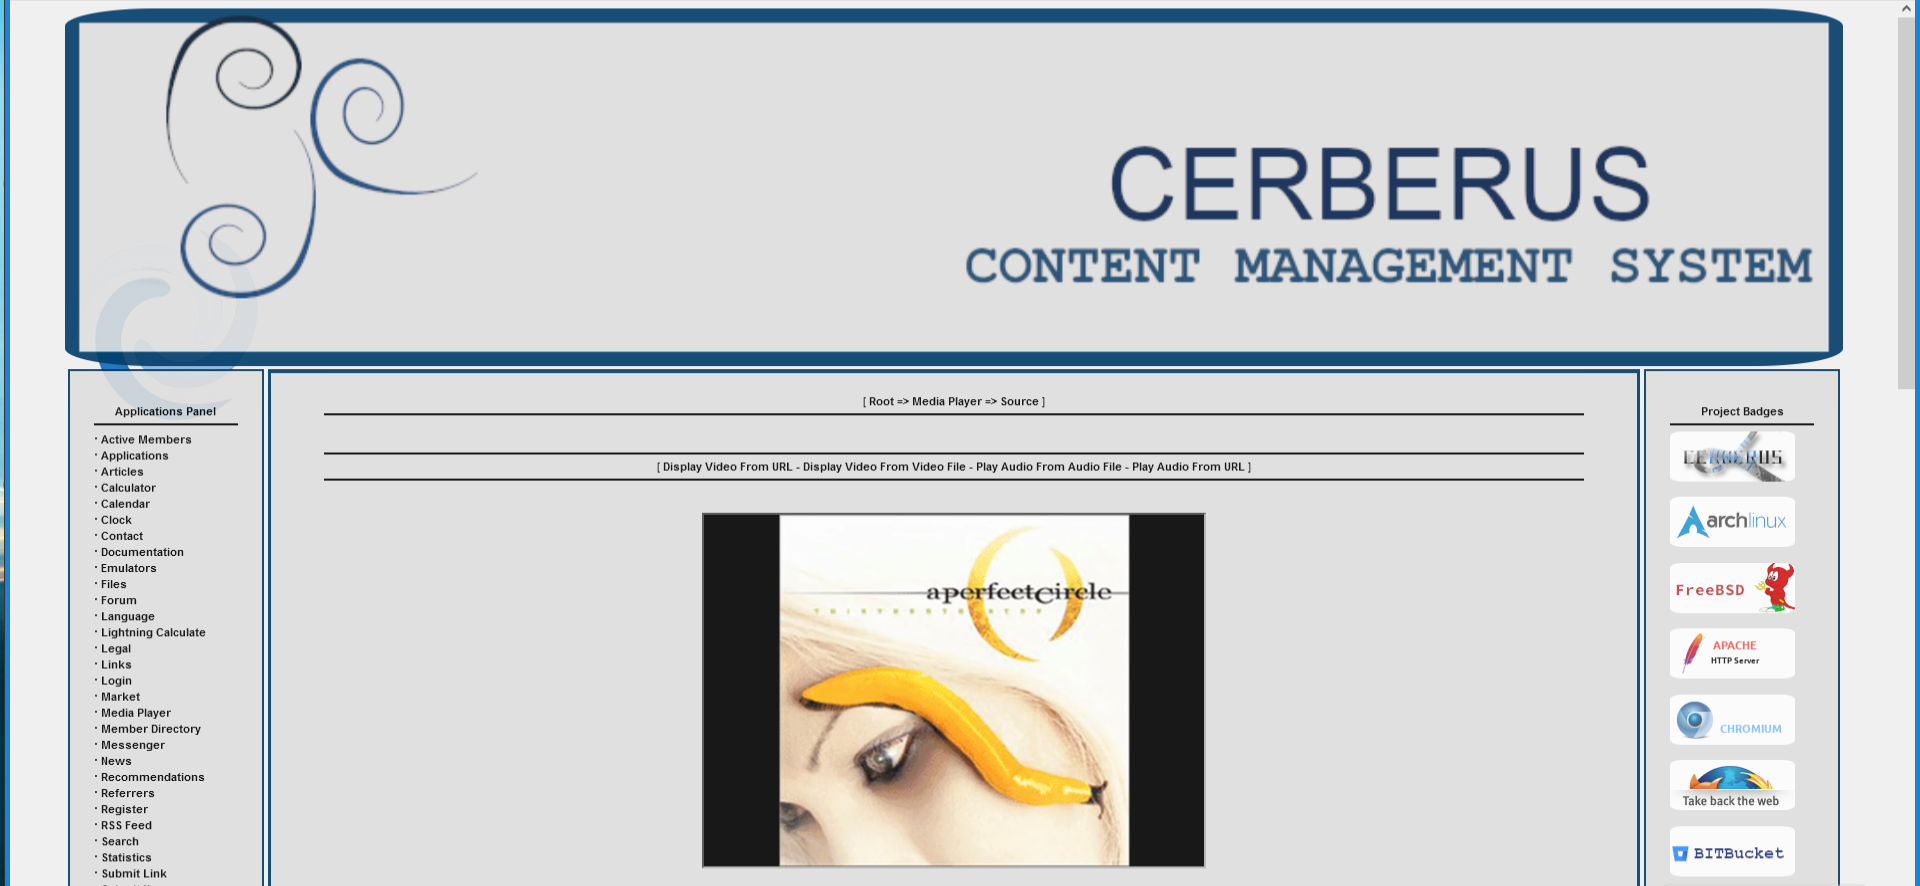 CERBERUS
CONTENT MANAGEMENT SYSTEM
Applications Panel
· Active Members
· Applications
· Articles
· Calculator
· Calendar
· Clock
· Contact
· Documentation
· Emulators
· Files
· Forum
· Language
· Lightning Calculate
· Legal
· Links
· Login
· Market
· Media Player
· Member Directory
· Messenger
· News
· Recommendations
· Referrers
· Register
· RSS Feed
· Search
· Statistics
· Submit Link
[ Root => Media Player => Source ]
[ Display Video From URL - Display Video From Video File - Play Audio From Audio File - Play Audio From URL ]
aperfectcircle
THIRTEENTH STEP
Project Badges
CERBERUS
archlinux
FreeBSD
APACHE
HTTP Server
CHROMIUM
Take back the web
BITBucket